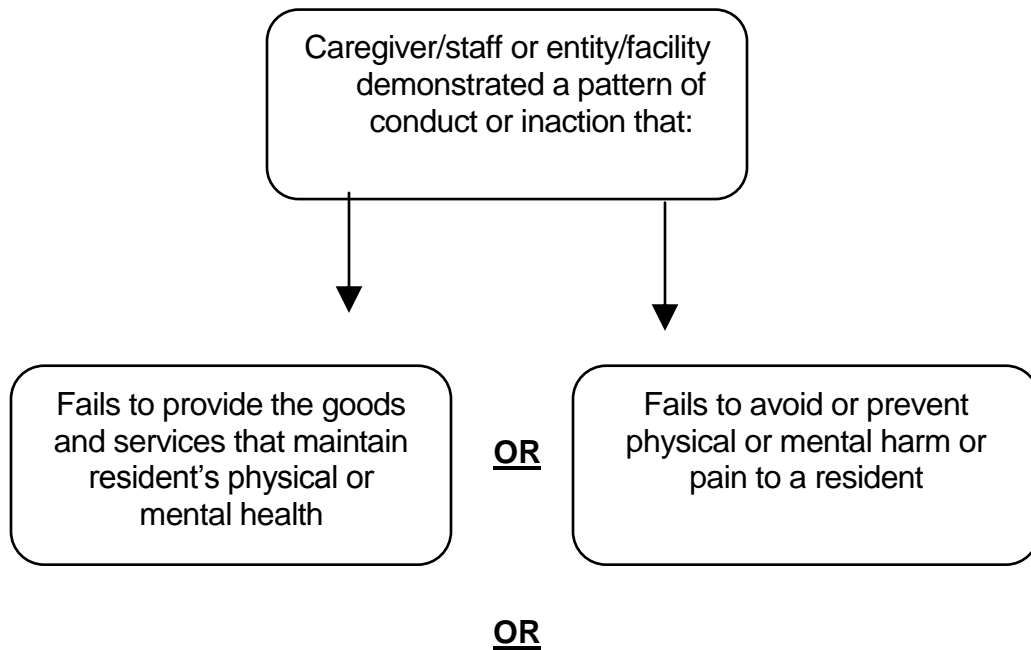 Caregiver/staff or entity/facility
demonstrated a pattern of
conduct or inaction that:
Fails to provide the goods
and services that maintain
resident’s physical or
mental health
OR
Fails to avoid or prevent
physical or mental harm or
pain to a resident
OR